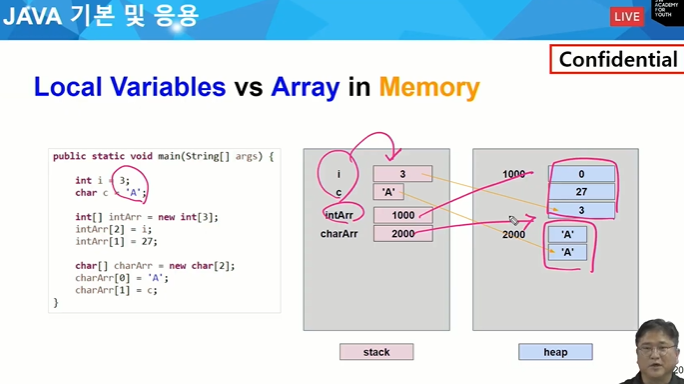 JAVA 기본 및 응용
LIVE
ACADEMY
FOR
YOUTH
Confidential
Local Variables vs Array in Memory
public static void main(String[] args) {
int i = 3;
char c = 'A';
int[] intArr = new int[3];
intArr[2] = i;
intArr[1] = 27;
char[] charArr = new char[2];
charArr[0] = 'A';
charArr[1] = c;
}
i 3
c 'A'
intArr 1000
charArr 2000
stack
1000 0
27
3
2000 'A'
'A'
heap
20